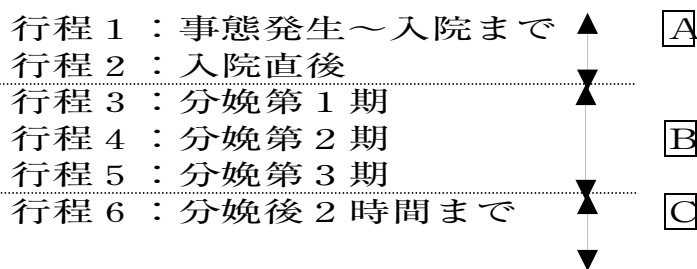 行程1：事態発生～入院まで A
行程2：入院直後
行程3：分娩第1期
行程4：分娩第2期 B
行程5：分娩第3期
行程6：分娩後2時間まで C